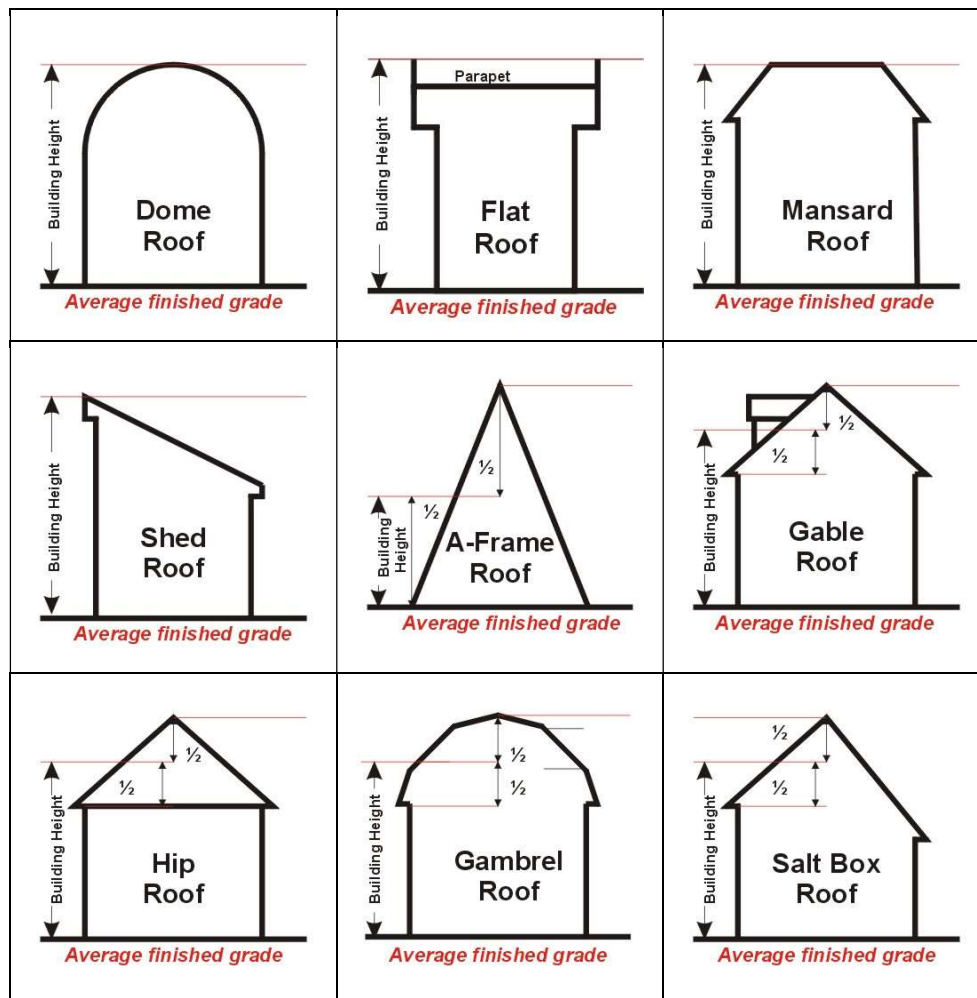 Building Height
Dome
Roof
Average finished grade
Building Height
Parapet
Flat
Roof
Average finished grade
Building Height
Mansard
Roof
Average finished grade
Building Height
Shed
Roof
Average finished grade
½
½
Building
Height
A-Frame
Roof
Average finished grade
½
½
Building Height
Gable
Roof
Average finished grade
½
½
Building Height
Hip
Roof
Average finished grade
½
½
Building Height
Gambrel
Roof
Average finished grade
½
½
Building Height
Salt Box
Roof
Average finished grade